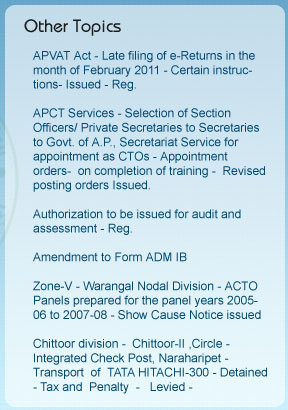 Other Topics
APVAT Act - Late filing of e-Returns in the
month of February 2011 - Certain instruc-
tions- Issued - Reg.
APCT Services - Selection of Section
Officers/ Private Secretaries to Secretaries
to Govt. of A.P., Secretariat Service for
appointment as CTOs - Appointment
orders- on completion of training - Revised
posting orders Issued.
Authorization to be issued for audit and
assessment - Reg.
Amendment to Form ADM IB
Zone-V - Warangal Nodal Division - ACTO
Panels prepared for the panel years 2005-
06 to 2007-08 - Show Cause Notice issued
Chittoor division - Chittoor-II ,Circle -
Integrated Check Post, Naraharipet -
Transport of TATA HITACHI-300 - Detained
- Tax and Penalty - Levied -